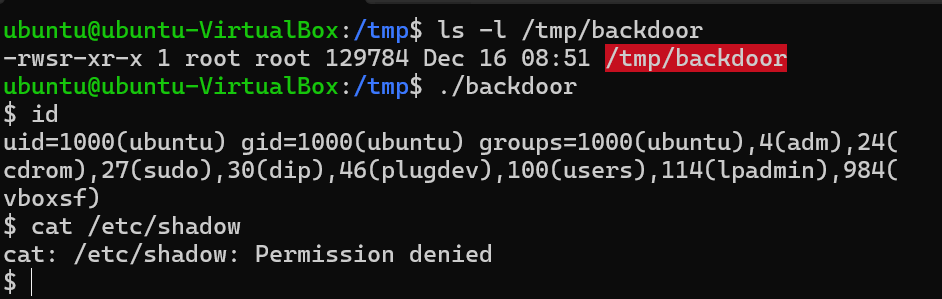 ubuntu@ubuntu-VirtualBox:/tmp$ ls -l /tmp/backdoor
-rwsr-xr-x 1 root root 129784 Dec 16 08:51 /tmp/backdoor
ubuntu@ubuntu-VirtualBox:/tmp$ ./backdoor
$ id
uid=1000(ubuntu) gid=1000(ubuntu) groups=1000(ubuntu),4(adm),24(
cdrom),27(sudo),30(dip),46(plugdev),100(users),114(lpadmin),984(
vboxsf)
$ cat /etc/shadow
cat: /etc/shadow: Permission denied
$